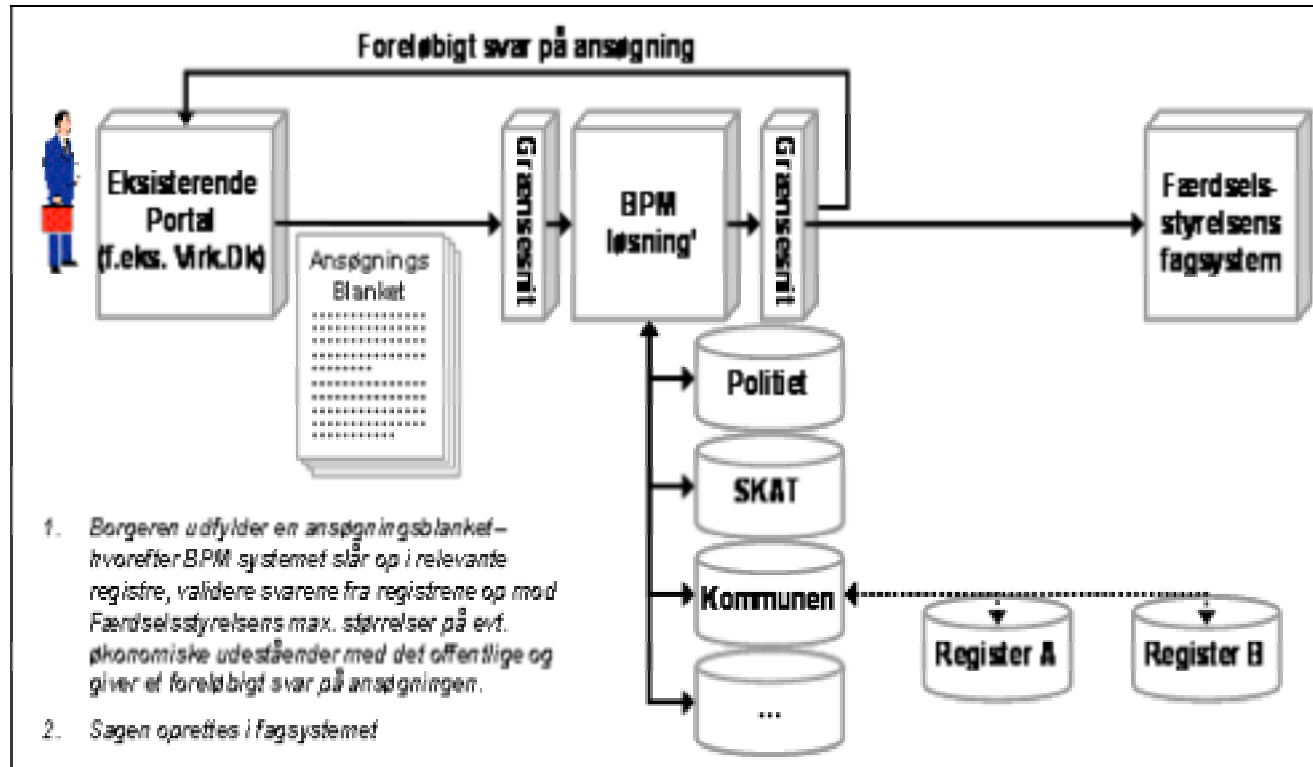 Foreløbigt svar på ansøgning
Eksisterende
Portal
(f.eks. Virk.Dk)
Ansøgnings
Blanket
Grænsesnit
BPM
løsning'
Grænsesnit
Færdsels-
styrelsens
fagsystem
Politiet
SKAT
Kommunen
...
Register A
Register B
1. Borgeren udfylder en ansøgningsblanket–
hvorefter BPM systemet slår op i relevante
registre, validere svarene fra registrene op mod
Færdselsstyrelsens max. størrelser på evt.
økonomiske udeståender med det offentlige og
giver et foreløbigt svar på ansøgningen.
2. Sagen oprettes i fagsystemet